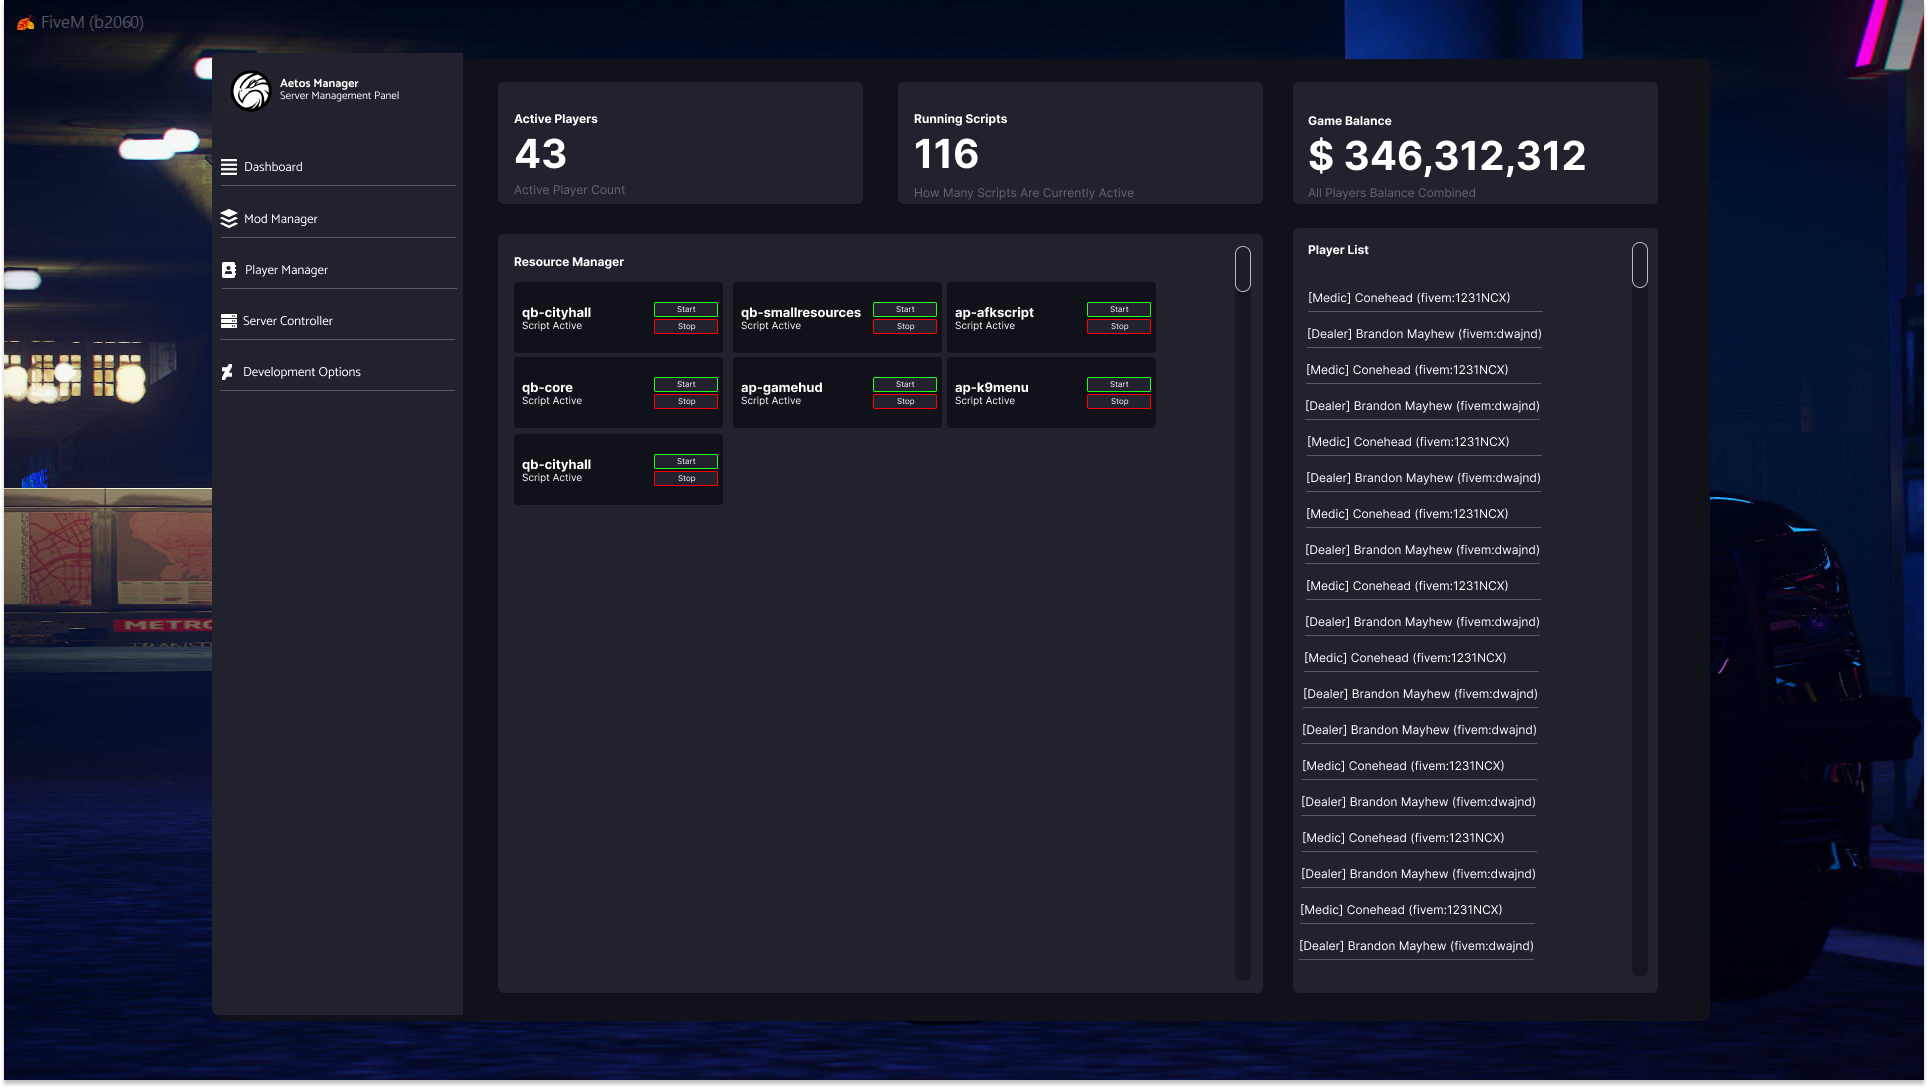 FiveM (b2060)
Aetos Manager
Server Management Panel
Dashboard
Mod Manager
Player Manager
Server Controller
Development Options
Active Players
43
Active Player Count
Running Scripts
116
How Many Scripts Are Currently Active
Game Balance
$ 346,312,312
All Players Balance Combined
Resource Manager
qb-cityhall
Script Active
Start
Stop
qb-smallresources
Script Active
Start
Stop
ap-afkscript
Script Active
Start
Stop
qb-core
Script Active
Start
Stop
ap-gamehud
Script Active
Start
Stop
ap-k9menu
Script Active
Start
Stop
qb-cityhall
Script Active
Start
Stop
Player List
[Medic] Conehead (fivem:1231NCX)
[Dealer] Brandon Mayhew (fivem:dwajnd)
[Medic] Conehead (fivem:1231NCX)
[Dealer] Brandon Mayhew (fivem:dwajnd)
[Medic] Conehead (fivem:1231NCX)
[Dealer] Brandon Mayhew (fivem:dwajnd)
[Medic] Conehead (fivem:1231NCX)
[Dealer] Brandon Mayhew (fivem:dwajnd)
[Medic] Conehead (fivem:1231NCX)
[Dealer] Brandon Mayhew (fivem:dwajnd)
[Medic] Conehead (fivem:1231NCX)
[Dealer] Brandon Mayhew (fivem:dwajnd)
[Dealer] Brandon Mayhew (fivem:dwajnd)
[Medic] Conehead (fivem:1231NCX)
[Dealer] Brandon Mayhew (fivem:dwajnd)
[Medic] Conehead (fivem:1231NCX)
[Dealer] Brandon Mayhew (fivem:dwajnd)
[Medic] Conehead (fivem:1231NCX)
[Dealer] Brandon Mayhew (fivem:dwajnd)
METRO